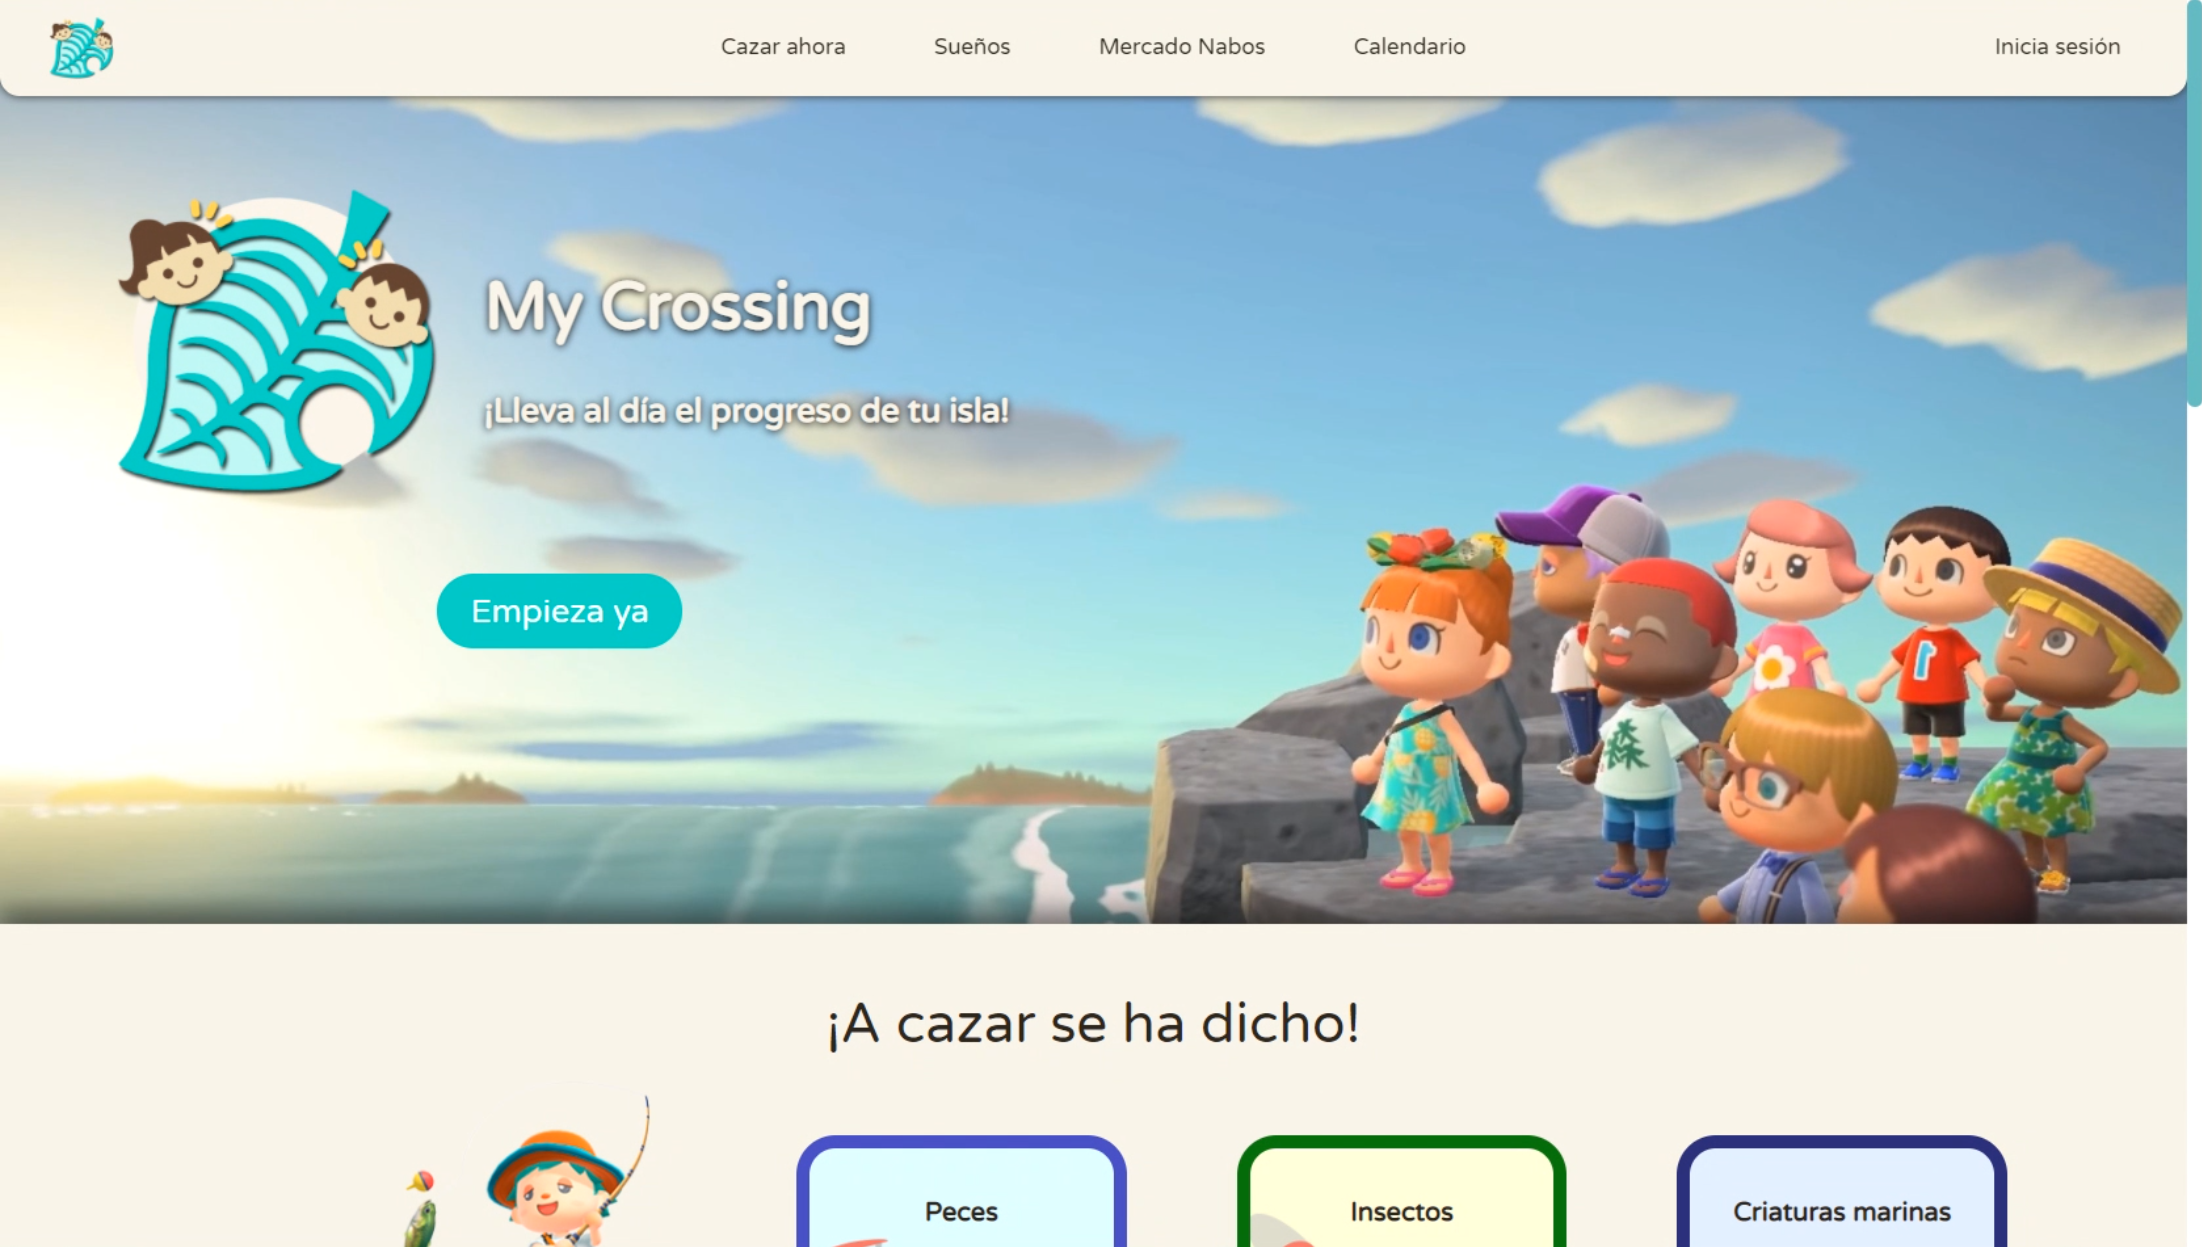 Cazar ahora
Sueños
Mercado Nabos
Calendario
Inicia sesión
My Crossing
¡Lleva al día el progreso de tu isla!
Empieza ya
1
¡A cazar se ha dicho!
Peces
Insectos
Criaturas marinas